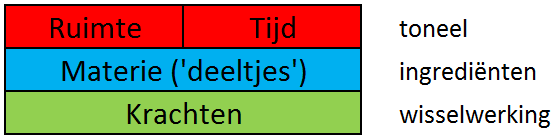 Ruimte Tijd toneel
Materie ('deeltjes') ingrediënten
Krachten wisselwerking